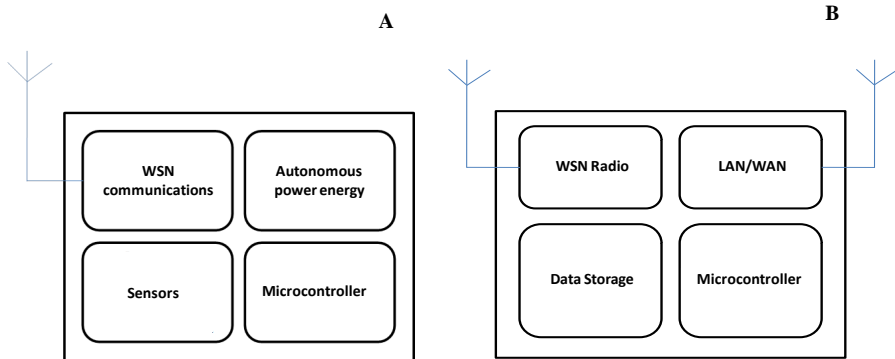 A
WSN
communications
Autonomous
power energy
Sensors
Microcontroller
B
WSN Radio
LAN/WAN
Data Storage
Microcontroller